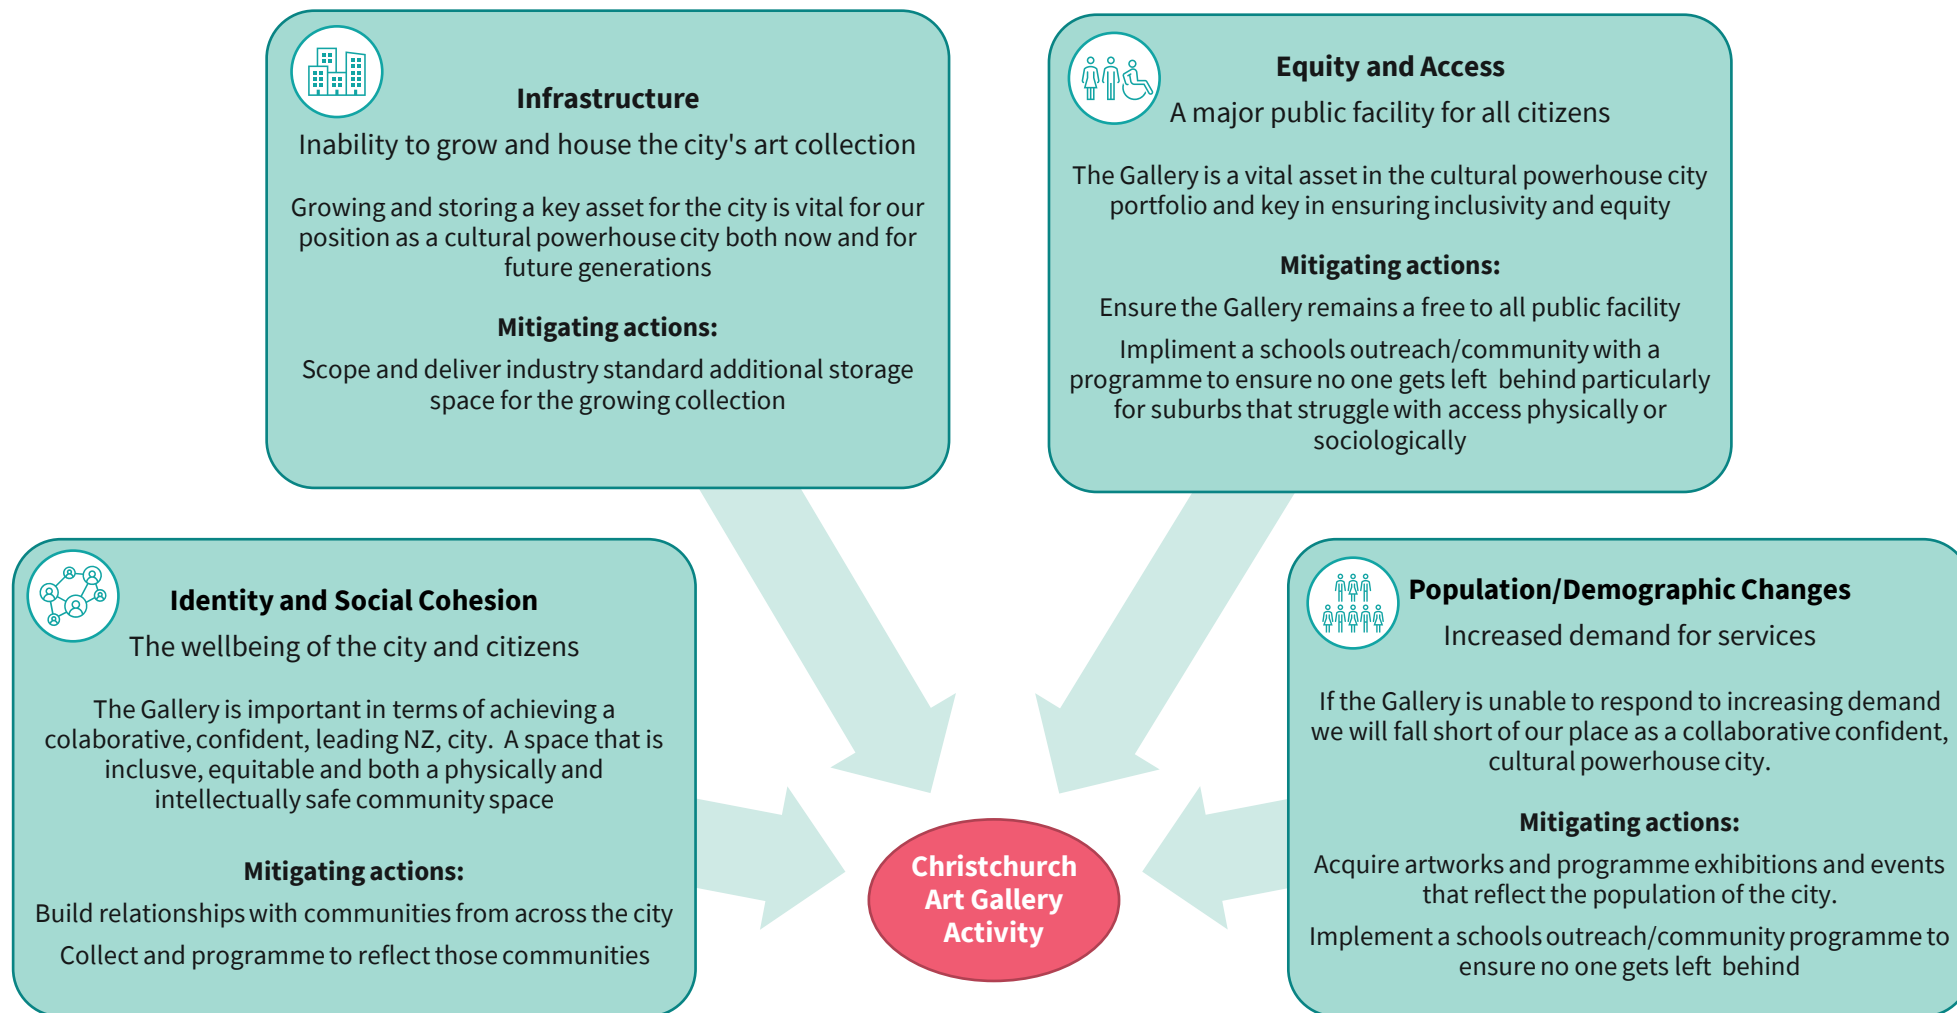 Infrastructure
Inability to grow and house the city's art collection
Growing and storing a key asset for the city is vital for our
position as a cultural powerhouse city both now and for
future generations
Mitigating actions:
Scope and deliver industry standard additional storage
space for the growing collection
Equity and Access
A major public facility for all citizens
The Gallery is a vital asset in the cultural powerhouse city
portfolio and key in ensuring inclusivity and equity
Mitigating actions:
Ensure the Gallery remains a free to all public facility
Impliment a schools outreach/community with a
programme to ensure no one gets left behind particularly
for suburbs that struggle with access physically or
sociologically
Identity and Social Cohesion
The wellbeing of the city and citizens
The Gallery is important in terms of achieving a
colaborative, confident, leading NZ, city. A space that is
inclusve, equitable and both a physically and
intellectually safe community space
Mitigating actions:
Build relationships with communities from across the city
Collect and programme to reflect those communities
Population/Demographic Changes
Increased demand for services
If the Gallery is unable to respond to increasing demand
we will fall short of our place as a collaborative confident,
cultural powerhouse city.
Mitigating actions:
Acquire artworks and programme exhibitions and events
that reflect the population of the city.
Implement a schools outreach/community programme to
ensure no one gets left behind
Christchurch
Art Gallery
Activity